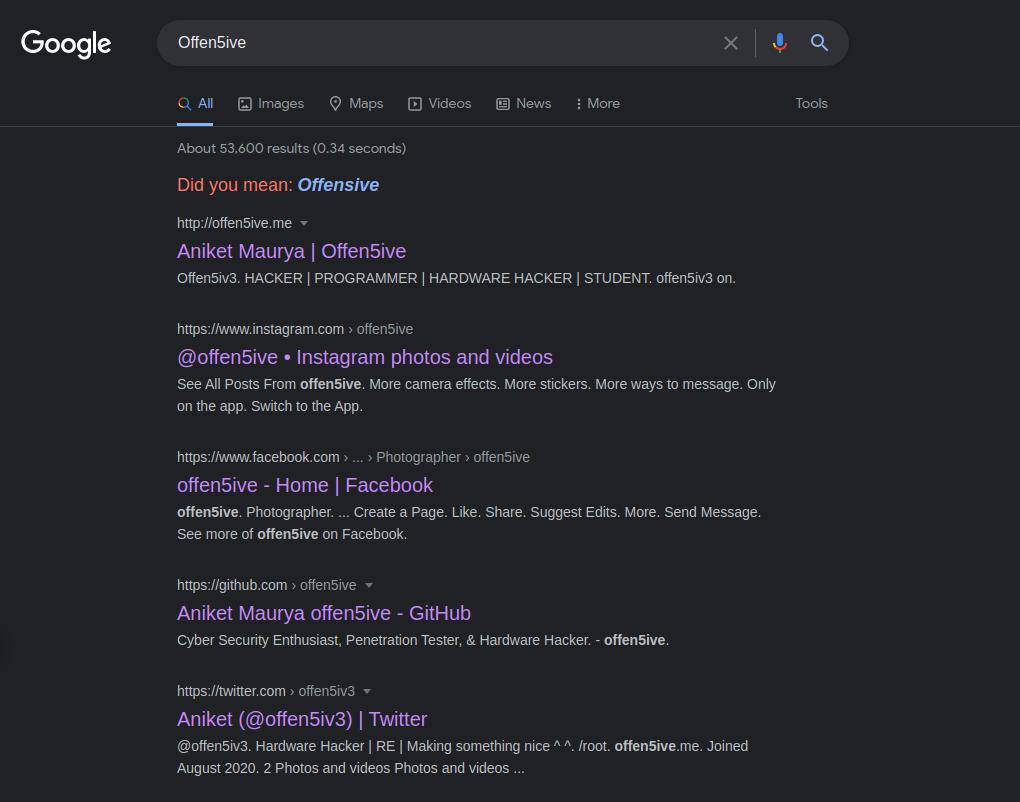 Google
Offen5ive
All Images Maps Videos News More Tools
About 53,600 results (0.34 seconds)
Did you mean: Offensive
http://offen5ive.me
Aniket Maurya | Offen5ive
Offen5iv3. HACKER | PROGRAMMER | HARDWARE HACKER | STUDENT. offen5iv3 on.
https://www.instagram.com › offen5ive
@offen5ive • Instagram photos and videos
See All Posts From offen5ive. More camera effects. More stickers. More ways to message. Only
on the app. Switch to the App.
https://www.facebook.com › ... › Photographer › offen5ive
offen5ive - Home | Facebook
offen5ive. Photographer. ... Create a Page. Like. Share. Suggest Edits. More. Send Message.
See more of offen5ive on Facebook.
https://github.com › offen5ive
Aniket Maurya offen5ive - GitHub
Cyber Security Enthusiast, Penetration Tester, & Hardware Hacker. - offen5ive.
https://twitter.com › offen5iv3
Aniket (@offen5iv3) | Twitter
@offen5iv3. Hardware Hacker | RE | Making something nice ^ ^. /root. offen5ive.me. Joined
August 2020. 2 Photos and videos Photos and videos ...